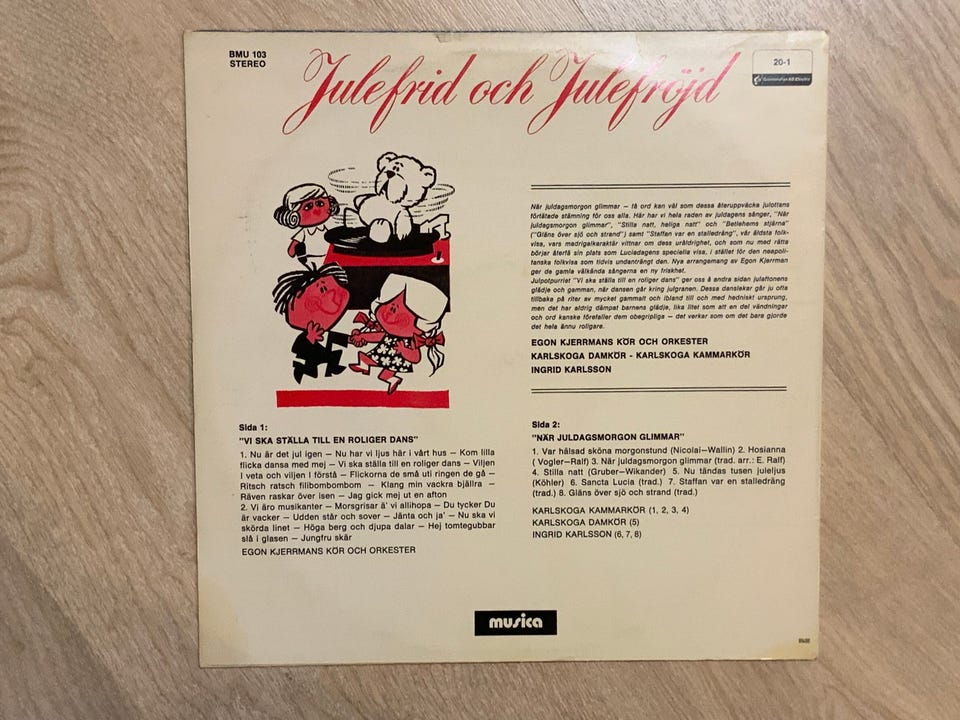 BMU 103
STEREO
Julefrid och Julefröjd
20-1
När juldagsmorgon glimmar — få ord kan väl som dessa återuppväcka julottans
förtätade stämning för oss alla. Här har vi hela raden av juldagens sånger, "När
juldagsmorgon glimmar", "Stilla natt, heliga natt" och "Betlehems stjärna"
("Gläns över sjö och strand") samt "Staffan var en stalledräng", vår äldsta folk-
visa, vars madrigalkaraktär vittnar om dess uråldrighet, och som nu med rätta
börjar återfå sin plats som Luciedagens speciella visa, i stället för den neapoli-
tanska folkvisa som tidvis undanträngt den. Nya arrangemang av Egon Kjerrman
ger de gamla välkända sångerna en ny friskhet.
Julpotpurriet "Vi ska ställa till en roliger dans" ger oss å andra sidan julaftonens
glädje och gamman, när dansen går kring julgranen. Dessa danslekar går ju ofta
tillbaka på riter av mycket gammalt och ibland till och med hedniskt ursprung,
men det har aldrig dämpat barnens glädje, lika litet som att en del vändningar
och ord kanske förefaller dem obegripliga — det verkar som om det bara gjorde
det hela ännu roligare.
EGON KJERRMANS KÖR OCH ORKESTER
KARLSKOGA DAMKÖR - KARLSKOGA KAMMARKÖR
INGRID KARLSSON
Sida 1:
"VI SKA STÄLLA TILL EN ROLIGER DANS"
1. Nu är det jul igen — Nu har vi ljus här i vårt hus — Kom lilla
flicka dansa med mej — Vi ska ställa till en roliger dans — Viljen
I veta och viljen I förstå — Flickorna de små uti ringen de gå —
Ritsch ratsch filibombombom — Klang min vackra bjällra —
Räven raskar över isen — Jag gick mej ut en afton
2. Vi äro musikanter — Morsgrisar ä' vi allihopa — Du tycker Du
är vacker — Udden står och sover — Jänta och ja' — Nu ska vi
skörda linet — Höga berg och djupa dalar — Hej tomtegubbar
slå i glasen — Jungfru skär
EGON KJERRMANS KÖR OCH ORKESTER
Sida 2:
"NÄR JULDAGSMORGON GLIMMAR"
1. Var hälsad sköna morgonstund (Nicolai–Wallin) 2. Hosianna
( Vogler–Ralf) 3. När juldagsmorgon glimmar (trad. arr.: E. Ralf)
4. Stilla natt (Gruber–Wikander) 5. Nu tändas tusen juleljus
(Köhler) 6. Sancta Lucia (trad.) 7. Staffan var en stalledräng
(trad.) 8. Gläns över sjö och strand (trad.)
KARLSKOGA KAMMARKÖR (1, 2, 3, 4)
KARLSKOGA DAMKÖR (5)
INGRID KARLSSON (6, 7, 8)
musica